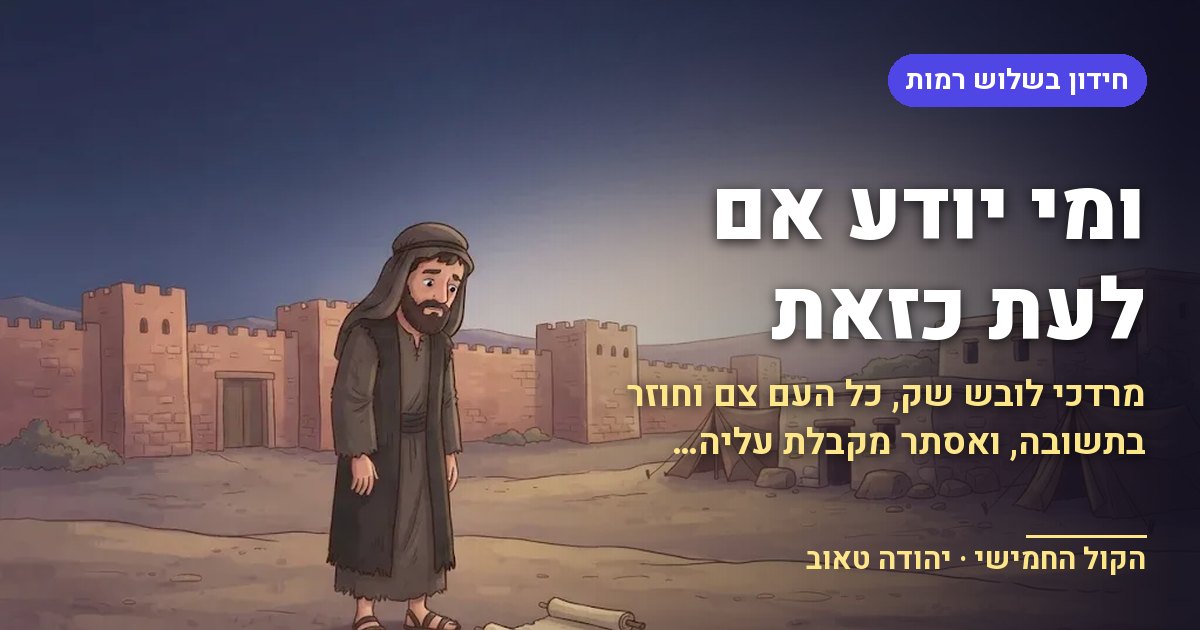 חידון בשלוש רמות
ומי יודע אם
לעת כזאת
מרדכי לובש שק, כל העם צם וחוזר
בתשובה, ואסתר מקבלת עליה...
הקול החמישי · יהודה טאוב